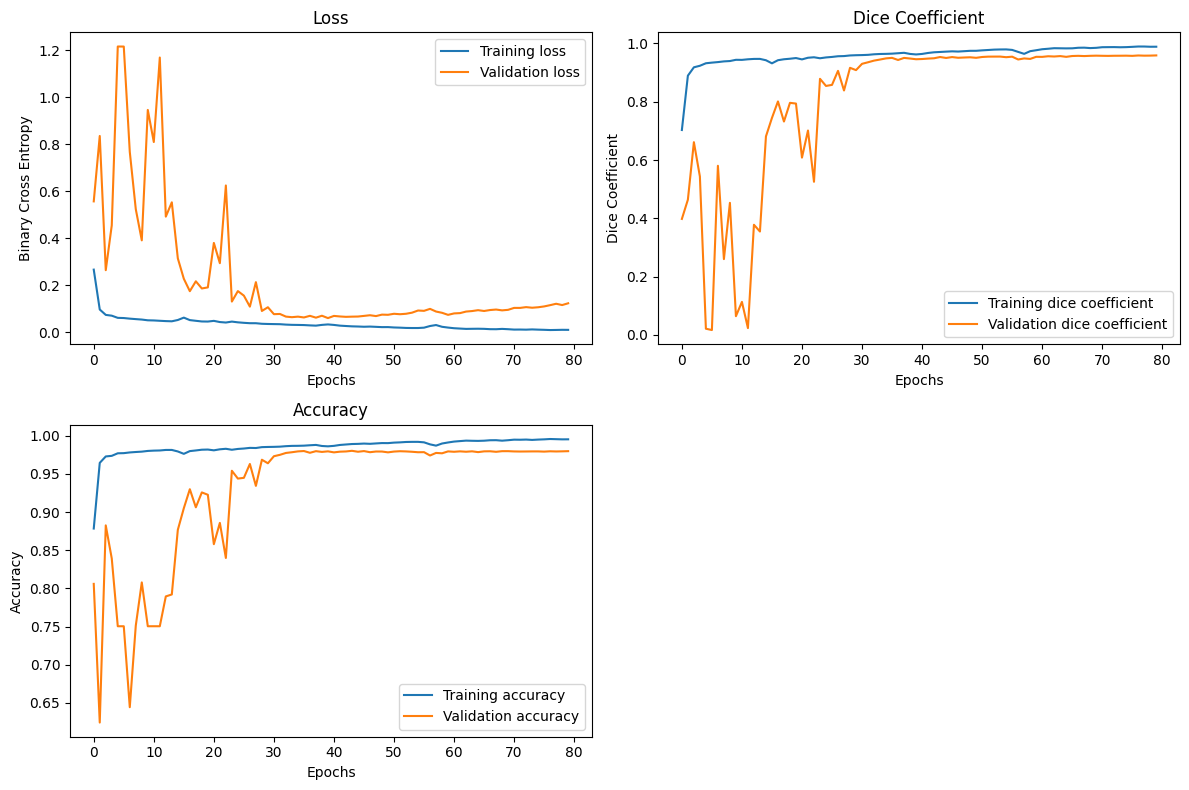 Loss
Training loss
Validation loss
1.2
1.0
0.8
0.6
0.4
0.2
0.0
Binary Cross Entropy
0 10 20 30 40 50 60 70 80
Epochs
Dice Coefficient
1.0
0.8
0.6
0.4
0.2
0.0
Dice Coefficient
Training dice coefficient
Validation dice coefficient
0 10 20 30 40 50 60 70 80
Epochs
Accuracy
1.00
0.95
0.90
0.85
0.80
0.75
0.70
0.65
Accuracy
Training accuracy
Validation accuracy
0 10 20 30 40 50 60 70 80
Epochs